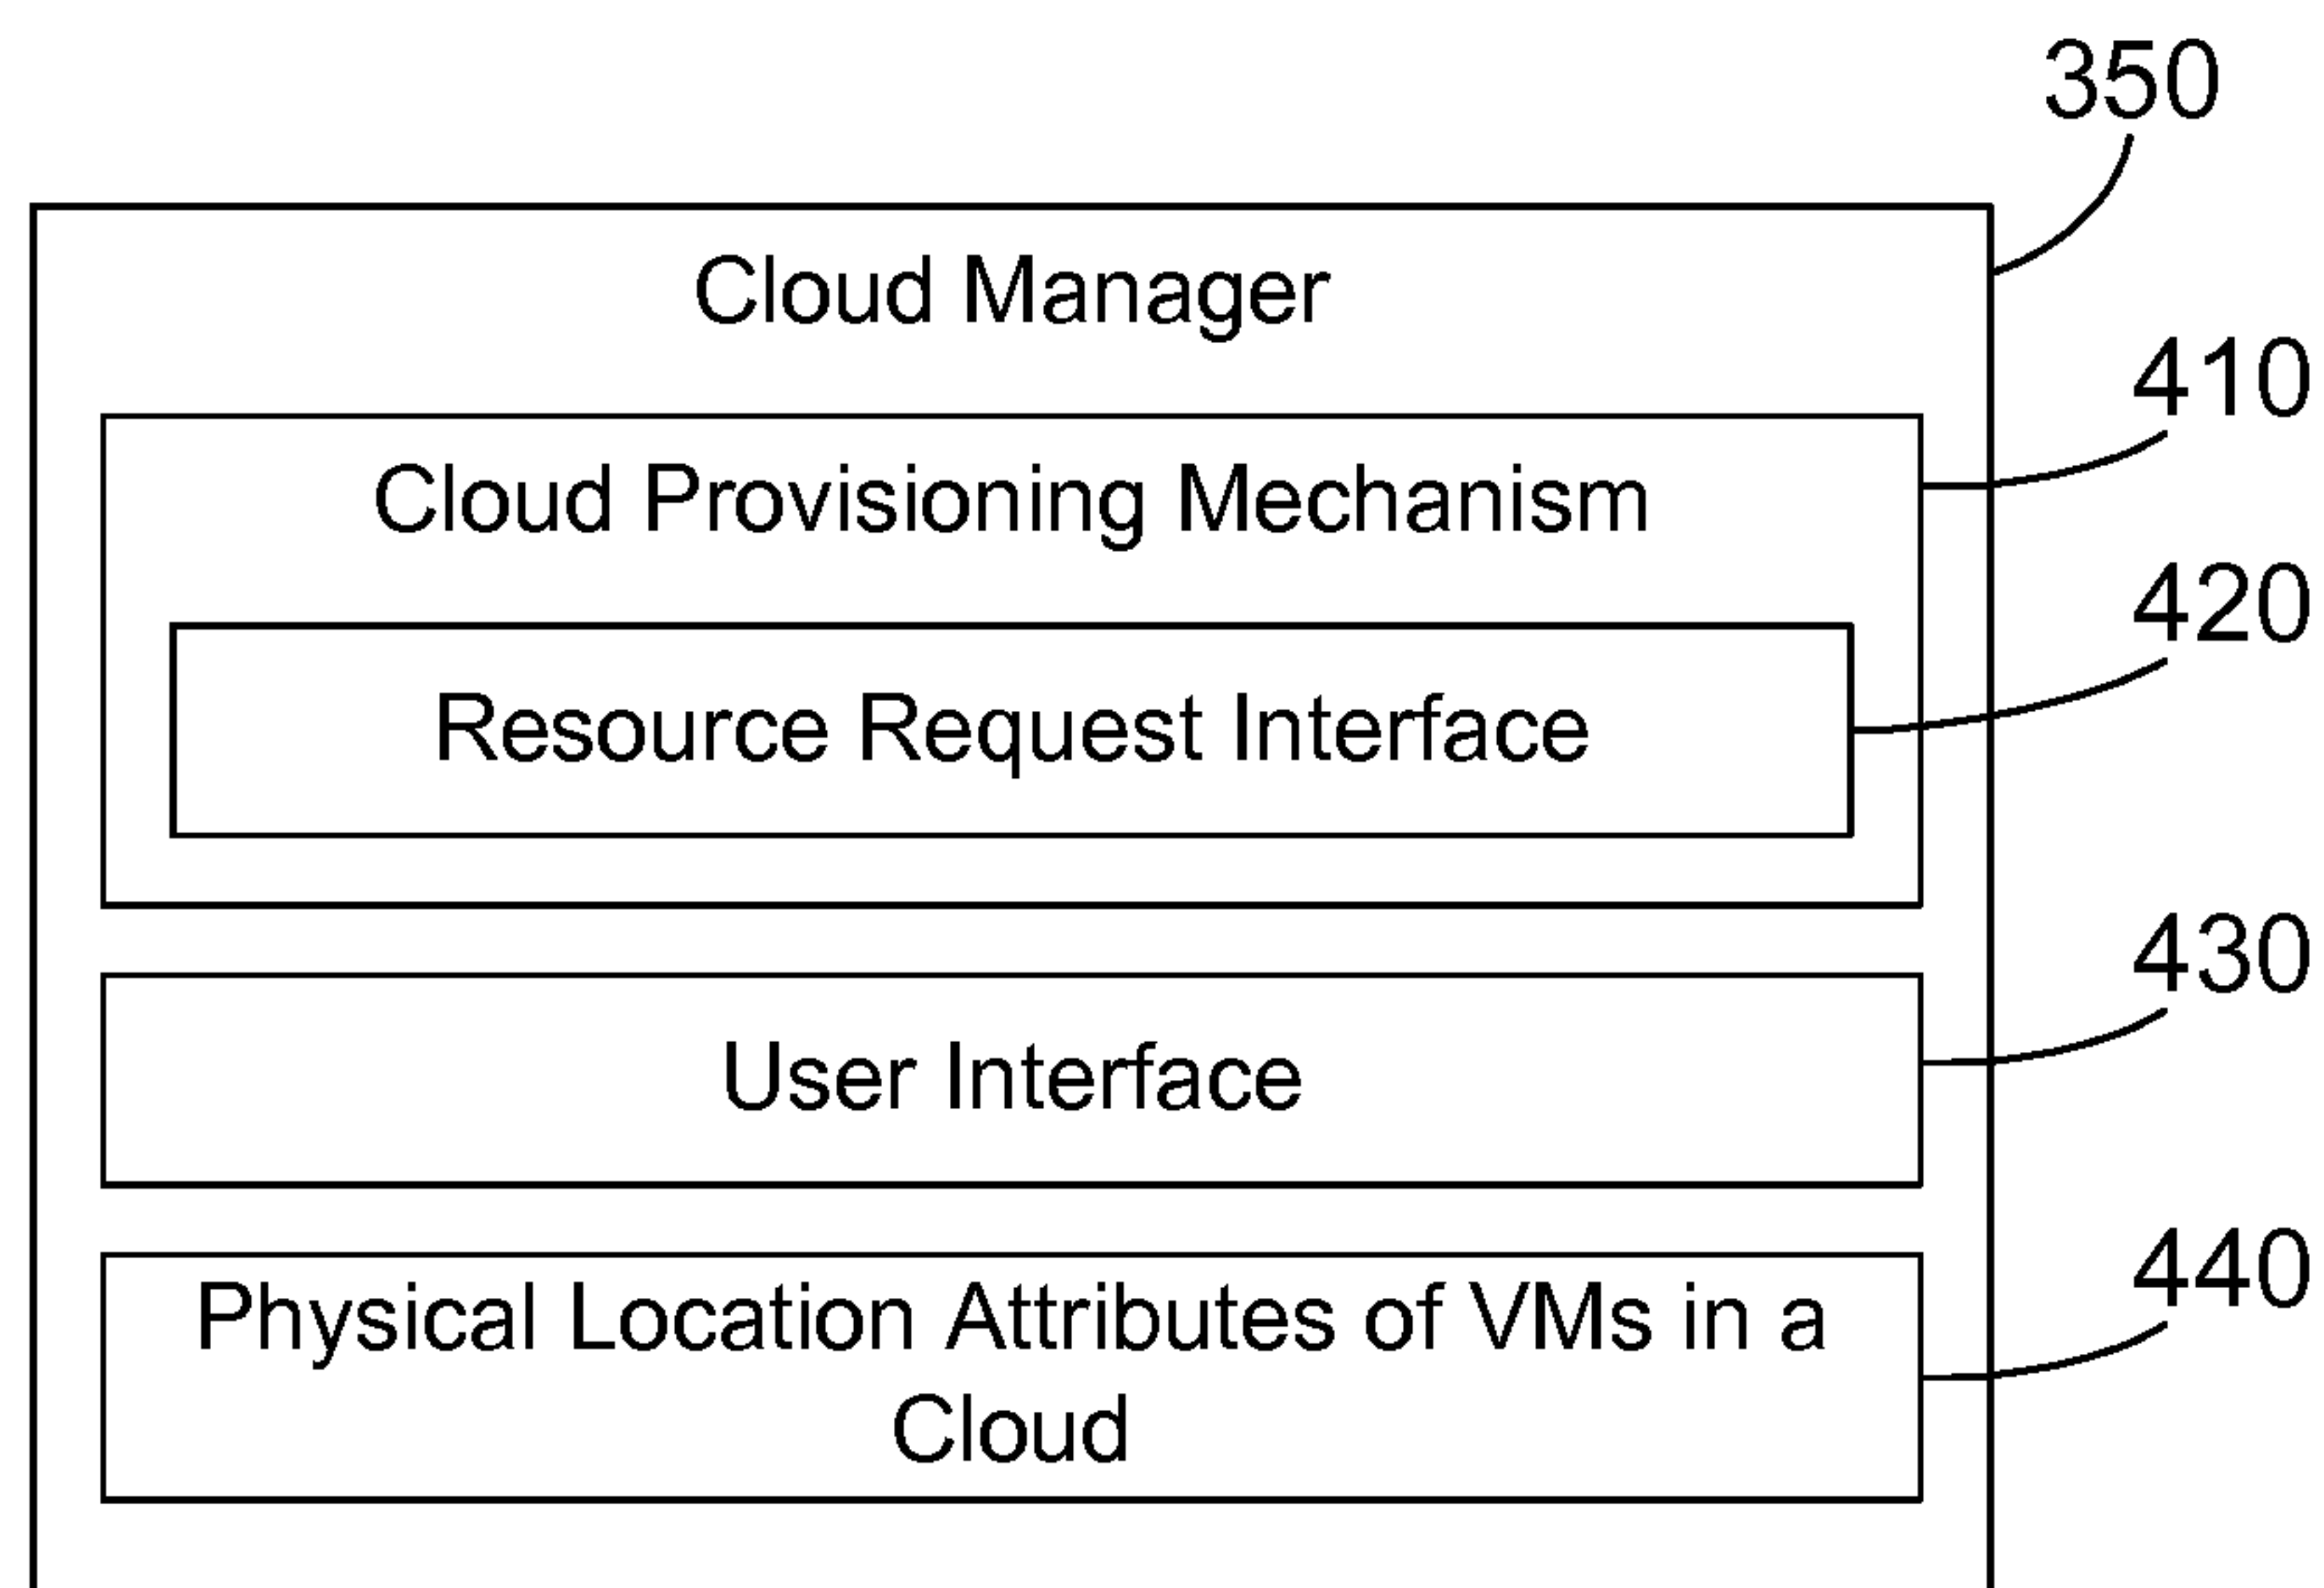 350
Cloud Manager
410
Cloud Provisioning Mechanism
420
Resource Request Interface
430
User Interface
440
Physical Location Attributes of VMs in a
Cloud